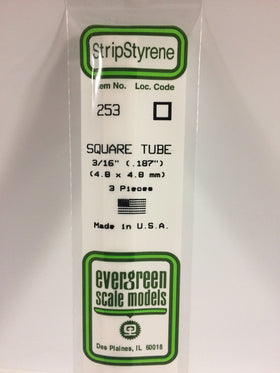 StripStyrene
Item No. Loc. Code
253
SQUARE TUBE
3/16" (.187")
(4.8 x 4.8 mm)
3 Pieces
Made in U.S.A.
evergreen
scale models
Des Plaines, IL 60018